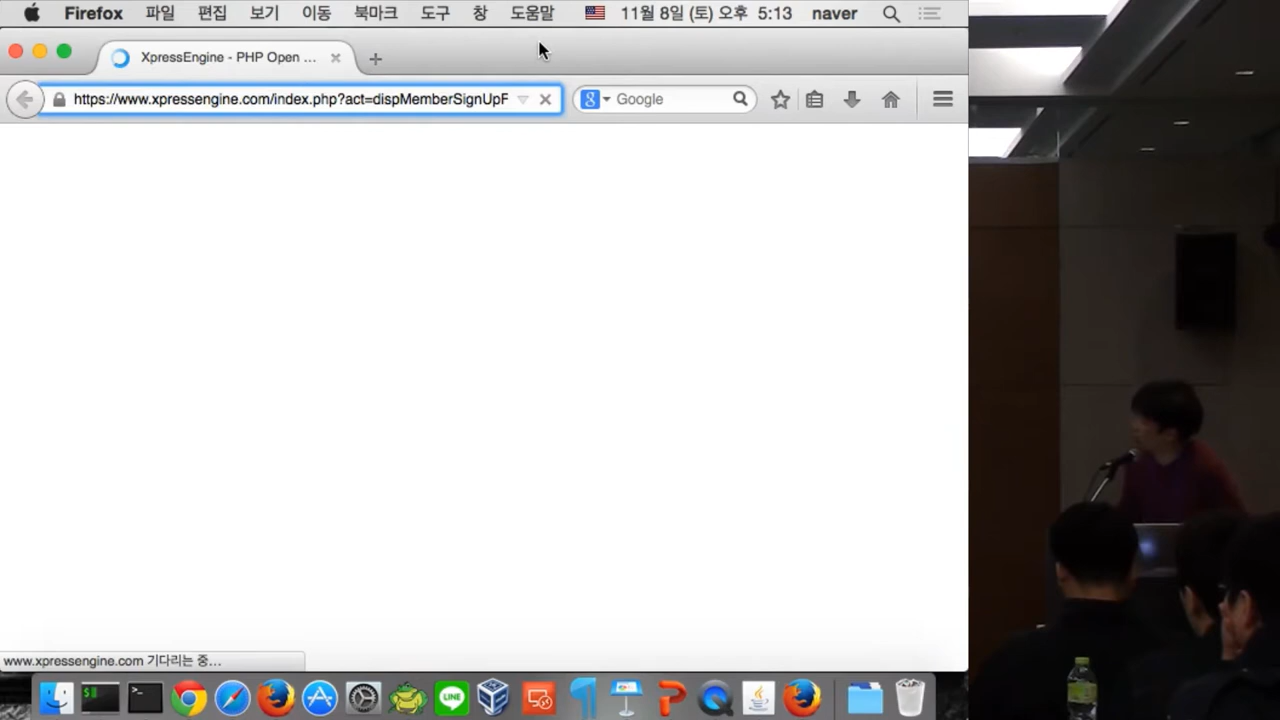 Firefox 파일 편집 보기 이동 북마크 도구 창 도움말 11월 8일 (토) 오후 5:13 naver
XpressEngine - PHP Open ...
https://www.xpressengine.com/index.php?act=dispMemberSignUpF
Google
www.xpressengine.com 기다리는 중...
LINE